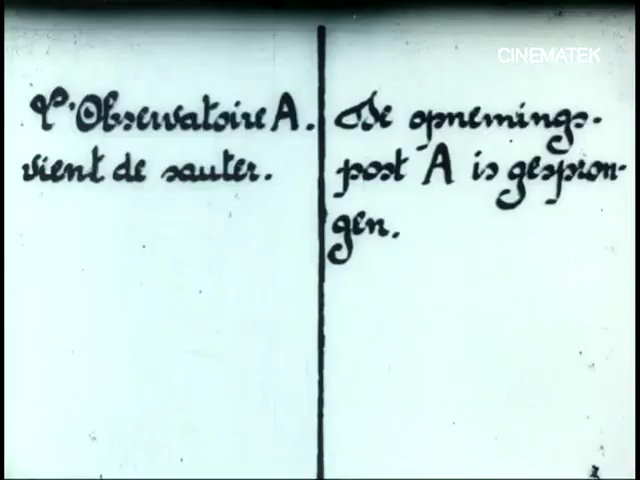 CINEMATEK
L'Observatoire A.
vient de sauter.
De opnemings-
post A is gespron-
gen.